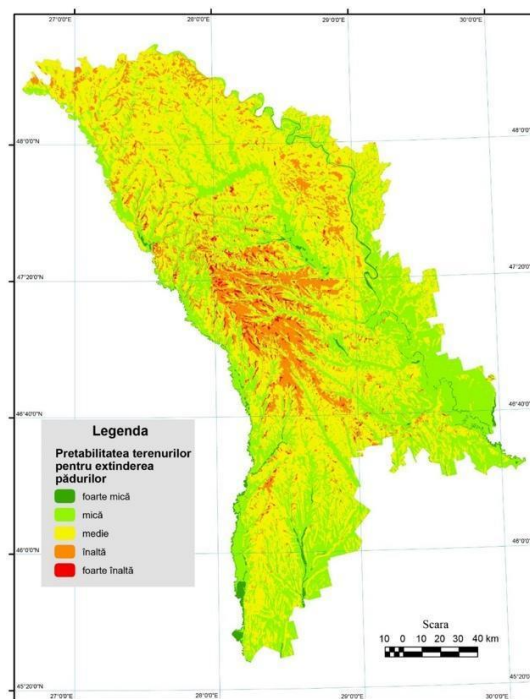 27°0'0"E
28°0'0"E
29°0'0"E
30°0'0"E
48°0'0"N
48°0'0"N
47°20'0"N
47°20'0"N
46°40'0"N
46°40'0"N
Legenda
Pretabilitatea terenurilor
pentru extinderea
pădurilor
foarte mică
mică
medie
înaltă
foarte înaltă
46°0'0"N
46°0'0"N
Scara
10 0 10 20 30 40 km
45°20'0"N
45°20'0"N
27°0'0"E
28°0'0"E
29°0'0"E
30°0'0"E